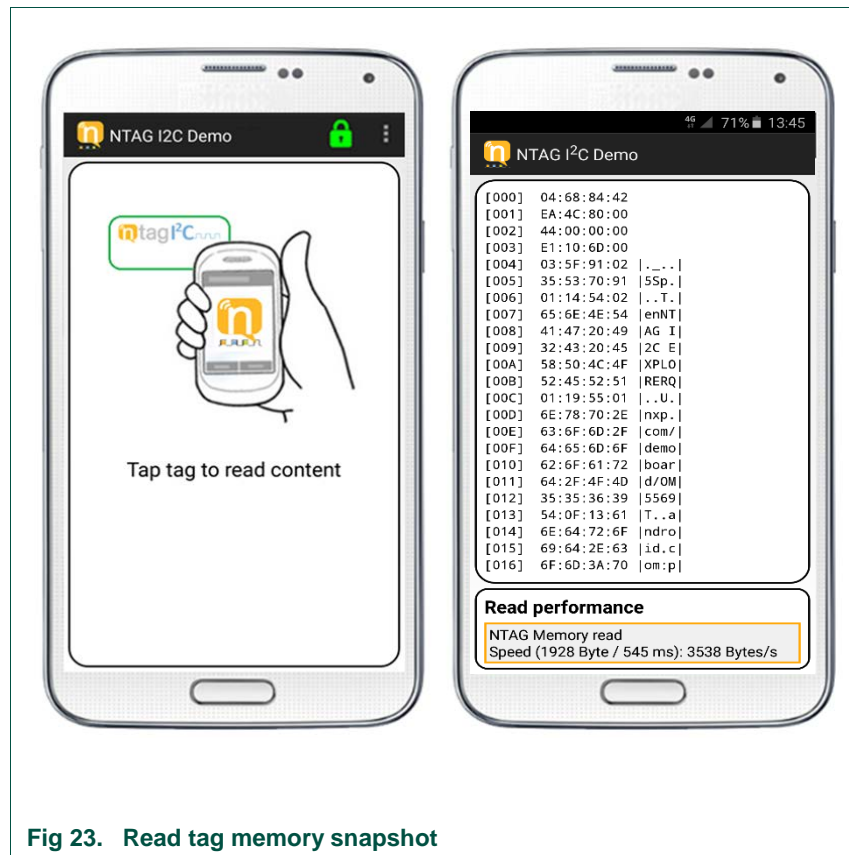 NTAG I2C Demo
ntagI²C
n
Tap tag to read content
4G 71% 13:45
NTAG I²C Demo
[000] 04:68:84:42
[001] EA:4C:80:00
[002] 44:00:00:00
[003] E1:10:6D:00
[004] 03:5F:91:02 |._..|
[005] 35:53:70:91 |5Sp.|
[006] 01:14:54:02 |..T.|
[007] 65:6E:4E:54 |enNT|
[008] 41:47:20:49 |AG I|
[009] 32:43:20:45 |2C E|
[00A] 58:50:4C:4F |XPLO|
[00B] 52:45:52:51 |RERQ|
[00C] 01:19:55:01 |..U.|
[00D] 6E:78:70:2E |nxp.|
[00E] 63:6F:6D:2F |com/|
[00F] 64:65:6D:6F |demo|
[010] 62:6F:61:72 |boar|
[011] 64:2F:4F:4D |d/OM|
[012] 35:35:36:39 |5569|
[013] 54:0F:13:61 |T..a|
[014] 6E:64:72:6F |ndro|
[015] 69:64:2E:63 |id.c|
[016] 6F:6D:3A:70 |om:p|
Read performance
NTAG Memory read
Speed (1928 Byte / 545 ms): 3538 Bytes/s
Fig 23. Read tag memory snapshot